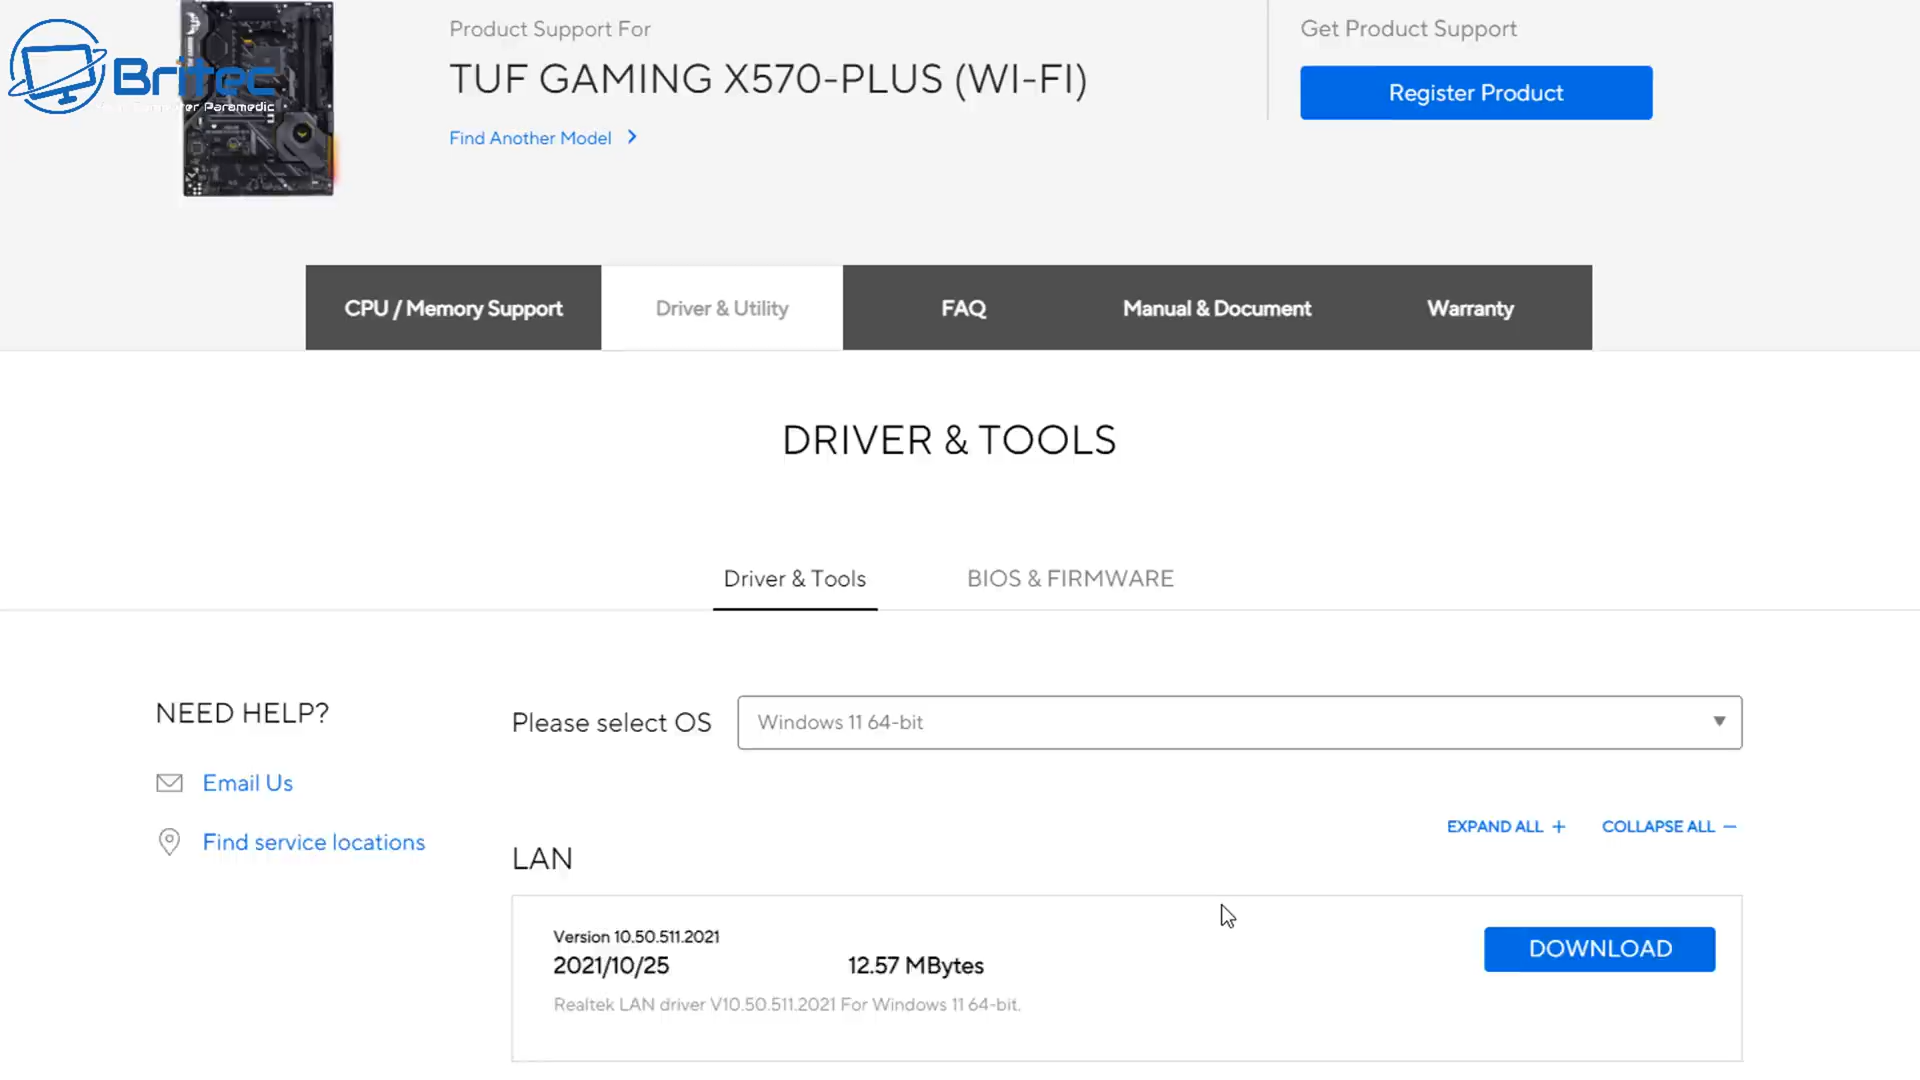 Britec
Product Support For
TUF GAMING X570-PLUS (WI-FI)
Find Another Model
Get Product Support
Register Product
CPU / Memory Support
Driver & Utility
FAQ
Manual & Document
Warranty
DRIVER & TOOLS
Driver & Tools
BIOS & FIRMWARE
NEED HELP?
Email Us
Find service locations
Please select OS
Windows 11 64-bit
EXPAND ALL +
COLLAPSE ALL −
LAN
Version 10.50.511.2021
2021/10/25
12.57 MBytes
DOWNLOAD
Realtek LAN driver V10.50.511.2021 For Windows 11 64-bit.